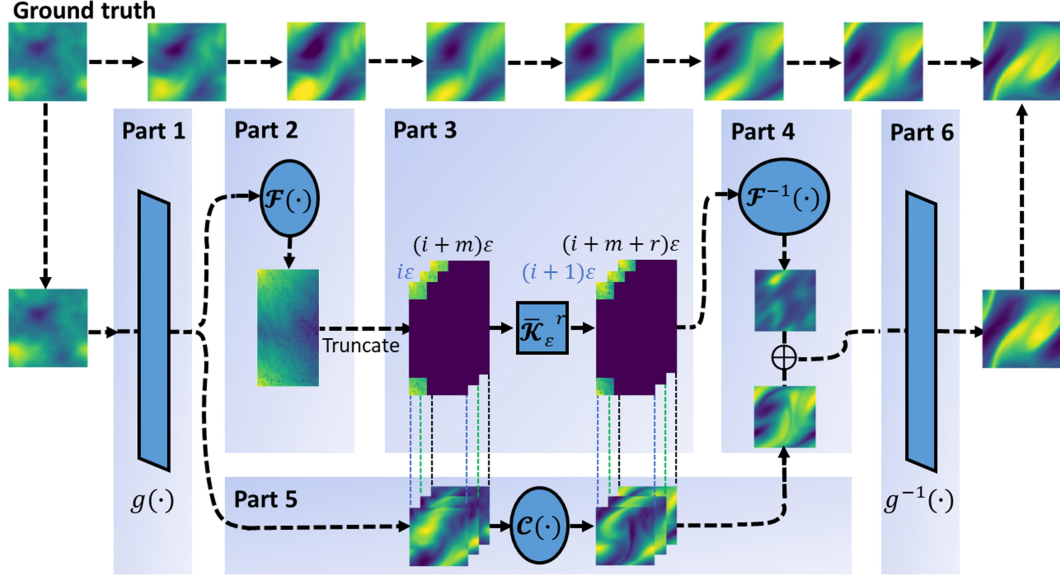 Ground truth
Part 1
Part 2
Part 3
Part 4
Part 6
𝓕(·)
𝓕⁻¹(·)
(i + m)ε
(i + m + r)ε
iε
(i + 1)ε
𝓚̅_ε^r
Truncate
Part 5
g(·)
𝓒(·)
g⁻¹(·)